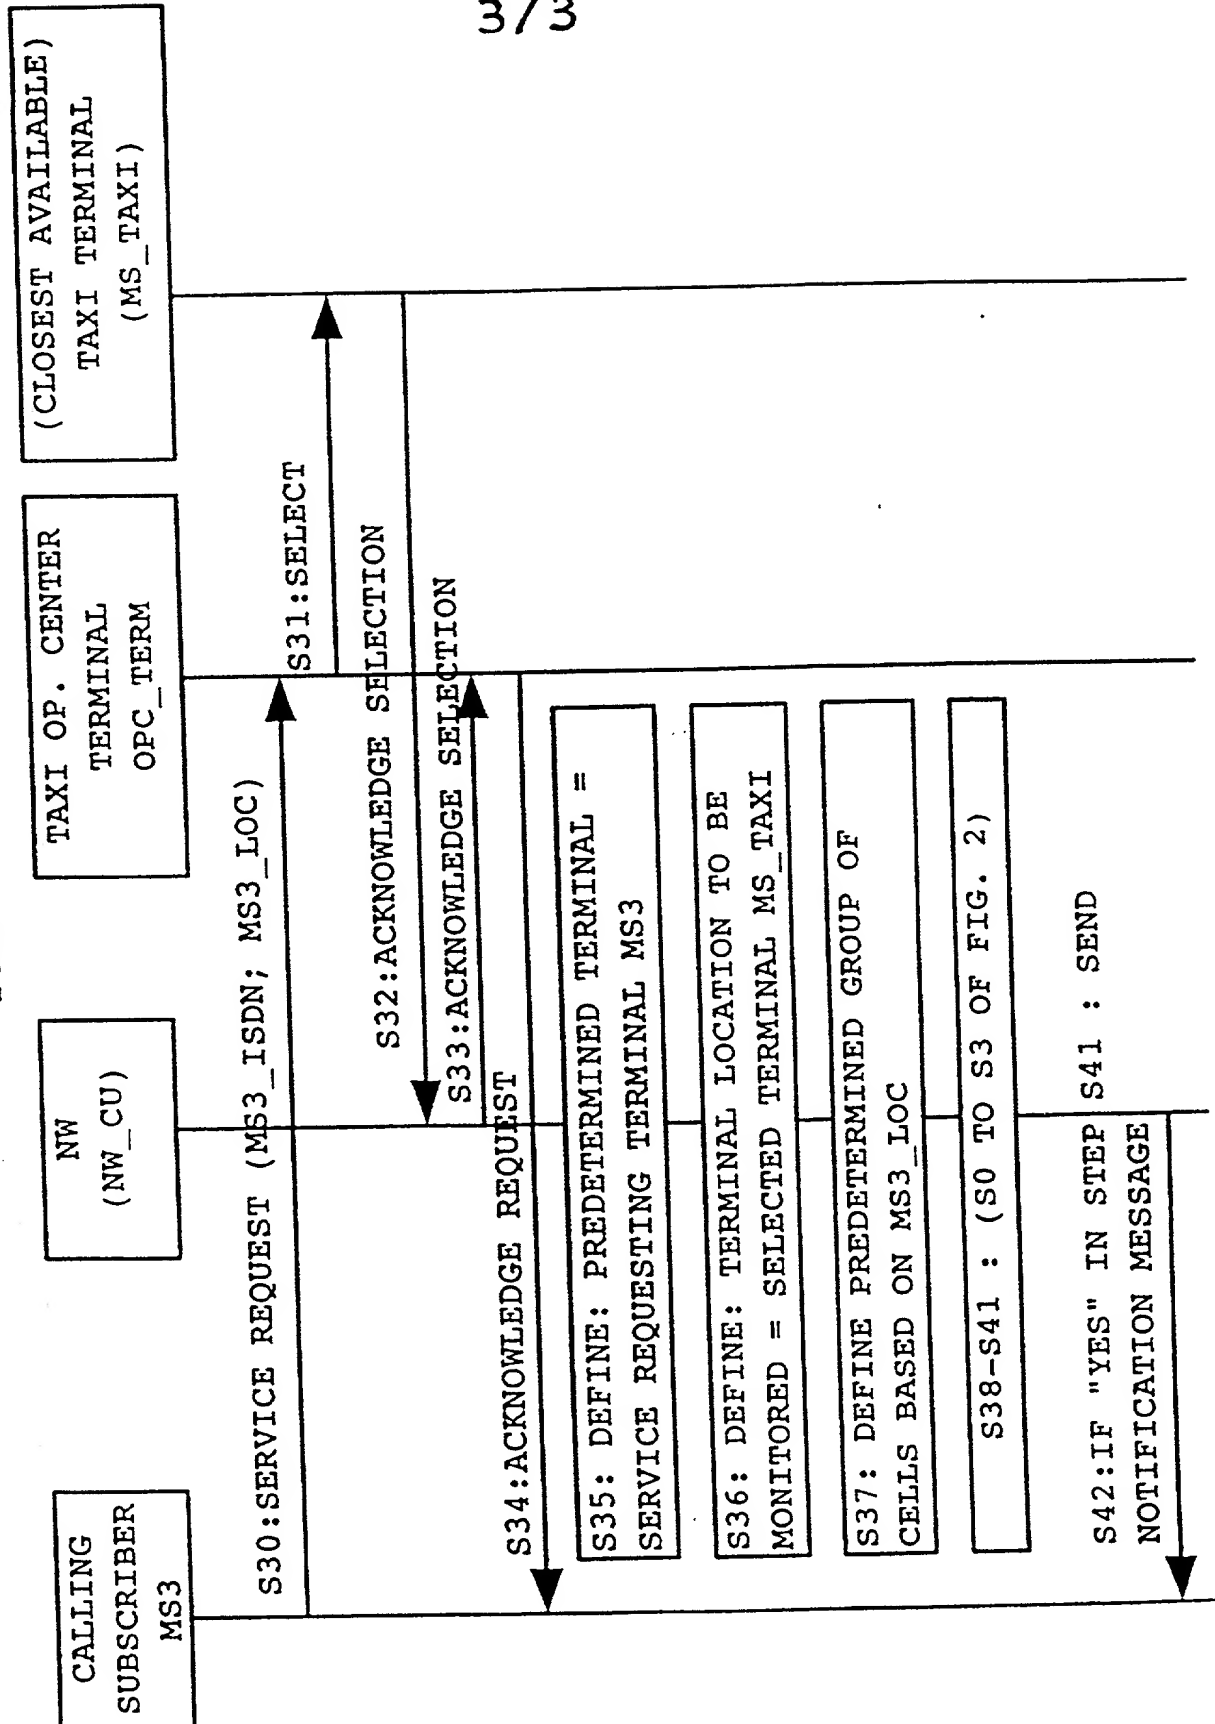 3/3
CALLING
SUBSCRIBER
MS3
NW
(NW_CU)
TAXI OP. CENTER
TERMINAL
OPC_TERM
(CLOSEST AVAILABLE)
TAXI TERMINAL
(MS_TAXI)
S30:SERVICE REQUEST (MS3_ISDN; MS3_LOC)
S31:SELECT
S32:ACKNOWLEDGE SELECTION
S33:ACKNOWLEDGE SELECTION
S34:ACKNOWLEDGE REQUEST
S35: DEFINE: PREDETERMINED TERMINAL =
SERVICE REQUESTING TERMINAL MS3
S36: DEFINE: TERMINAL LOCATION TO BE
MONITORED = SELECTED TERMINAL MS_TAXI
S37: DEFINE PREDETERMINED GROUP OF
CELLS BASED ON MS3_LOC
S38-S41 : (S0 TO S3 OF FIG. 2)
S42:IF "YES" IN STEP S41 : SEND
NOTIFICATION MESSAGE